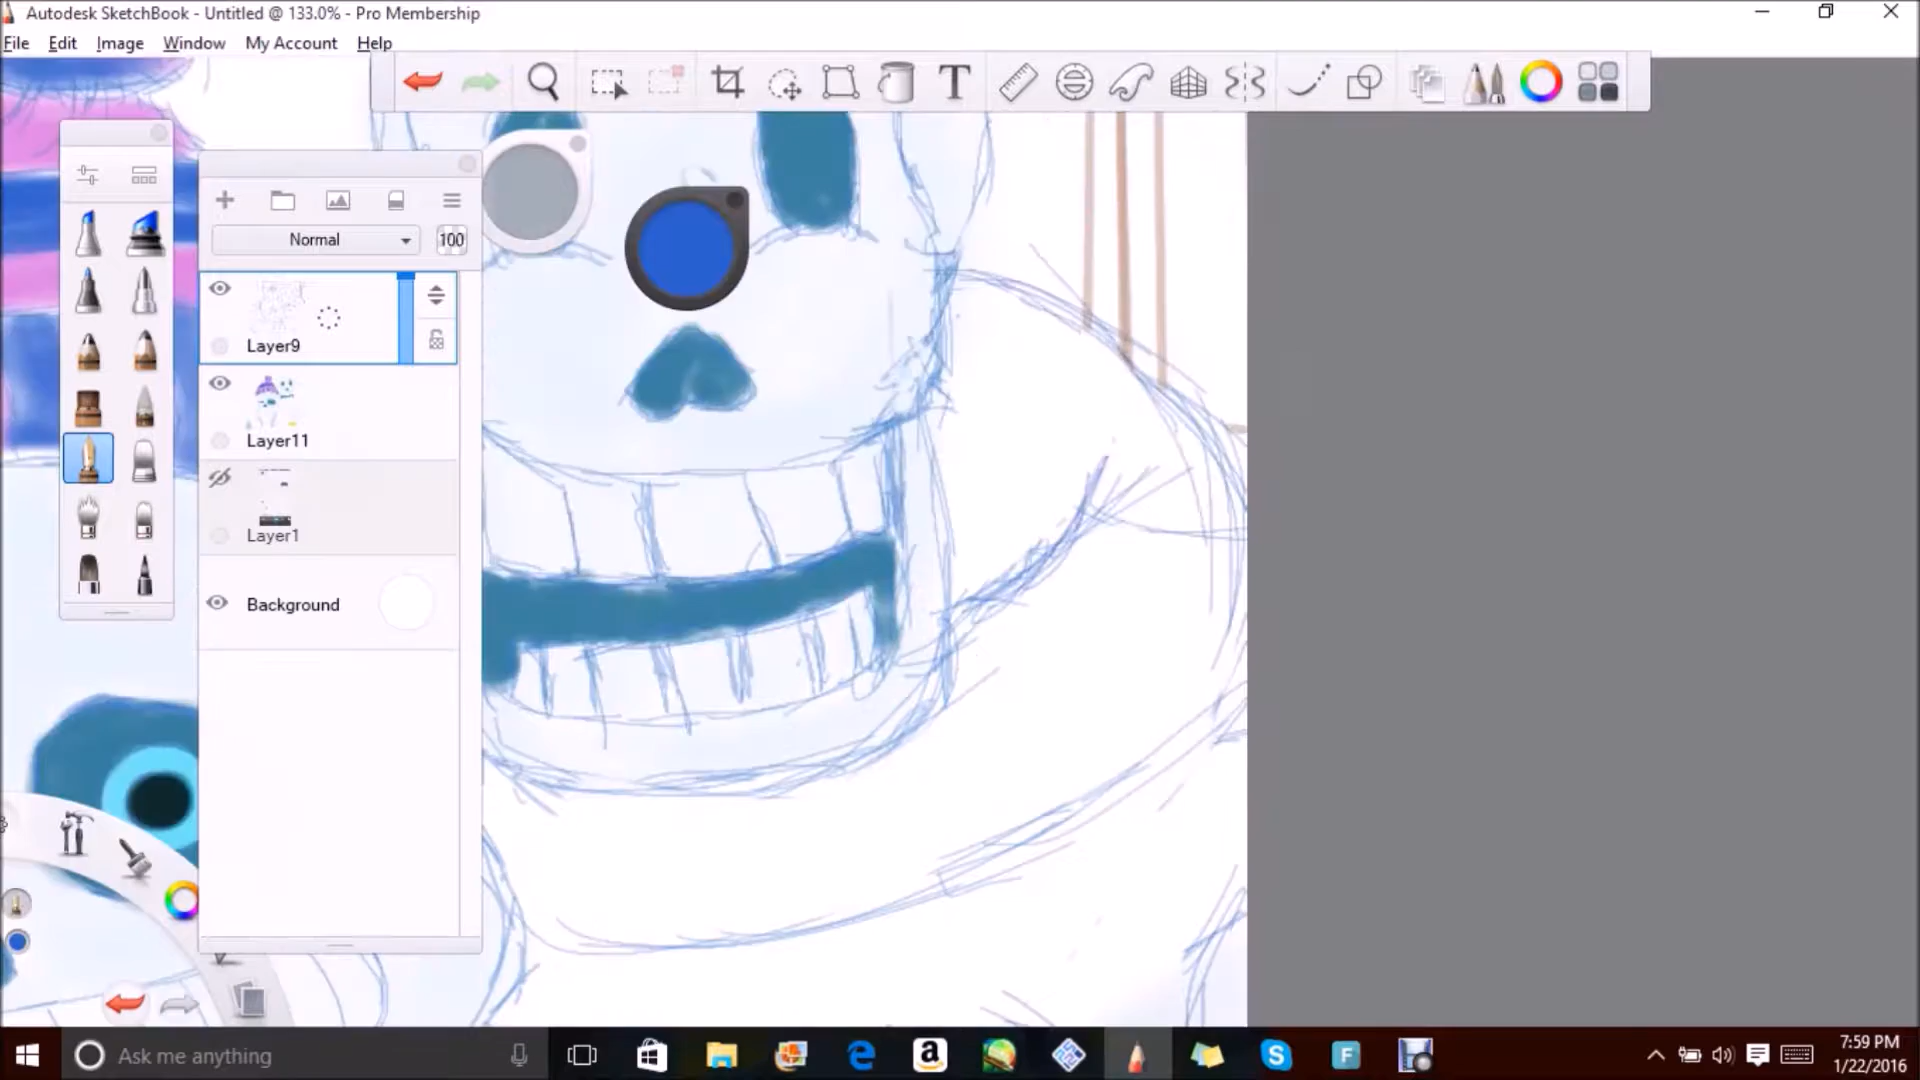 Autodesk SketchBook - Untitled @ 133.0% - Pro Membership
File Edit Image Window My Account Help
T
Normal 100
Layer9
Layer11
Layer1
Background
Ask me anything
a
S
F
7:59 PM
1/22/2016